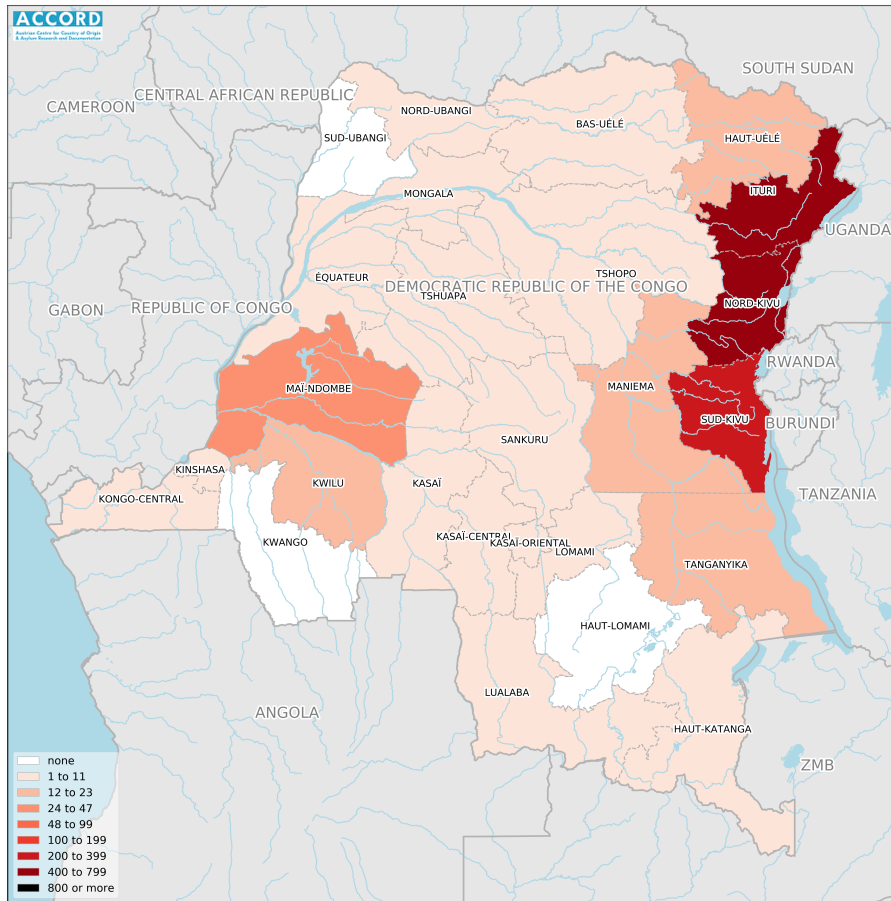 ACCORD
Austrian Centre for Country of Origin
& Asylum Research and Documentation
SOUTH SUDAN
CENTRAL AFRICAN REPUBLIC
CAMEROON
NORD-UBANGI
BAS-UÉLÉ
SUD-UBANGI
HAUT-UÉLÉ
ITURI
MONGALA
UGANDA
TSHOPO
ÉQUATEUR
DEMOCRATIC REPUBLIC OF THE CONGO
TSHUAPA
NORD-KIVU
GABON
REPUBLIC OF CONGO
RWANDA
MAÏ-NDOMBE
MANIEMA
SUD-KIVU
BURUNDI
SANKURU
KINSHASA
KWILU
KASAÏ
TANZANIA
KONGO-CENTRAL
KWANGO
KASAÏ-CENTRAL
KASAÏ-ORIENTAL
LOMAMI
TANGANYIKA
HAUT-LOMAMI
LUALABA
ANGOLA
HAUT-KATANGA
ZMB
none
1 to 11
12 to 23
24 to 47
48 to 99
100 to 199
200 to 399
400 to 799
800 or more